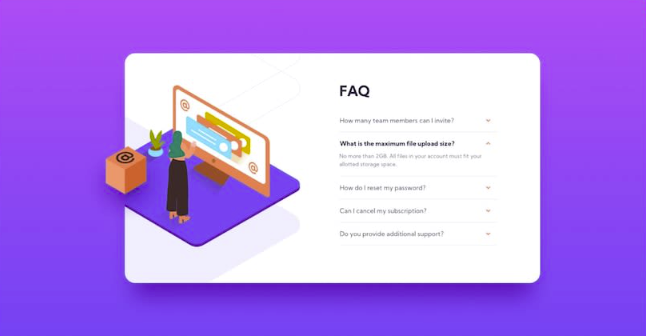 FAQ
How many team members can I invite?
What is the maximum file upload size?
No more than 2GB. All files in your account must fit your
allotted storage space.
How do I reset my password?
Can I cancel my subscription?
Do you provide additional support?
@
@
@